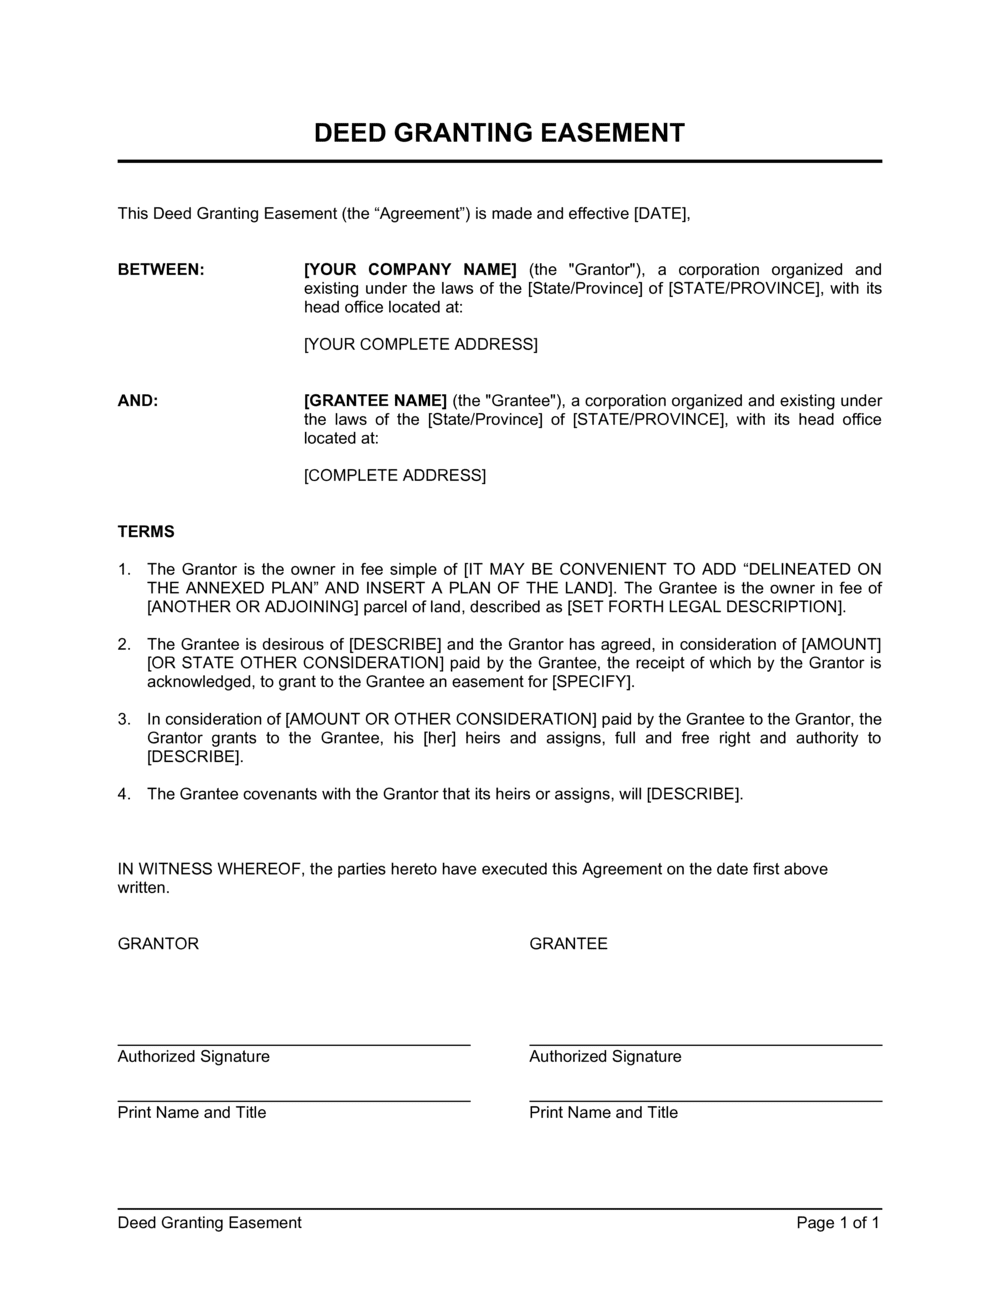 DEED GRANTING EASEMENT
This Deed Granting Easement (the “Agreement”) is made and effective [DATE],
BETWEEN:
[YOUR COMPANY NAME] (the "Grantor"), a corporation organized and
existing under the laws of the [State/Province] of [STATE/PROVINCE], with its
head office located at:
[YOUR COMPLETE ADDRESS]
AND:
[GRANTEE NAME] (the "Grantee"), a corporation organized and existing under
the laws of the [State/Province] of [STATE/PROVINCE], with its head office
located at:
[COMPLETE ADDRESS]
TERMS
1. The Grantor is the owner in fee simple of [IT MAY BE CONVENIENT TO ADD “DELINEATED ON
THE ANNEXED PLAN” AND INSERT A PLAN OF THE LAND]. The Grantee is the owner in fee of
[ANOTHER OR ADJOINING] parcel of land, described as [SET FORTH LEGAL DESCRIPTION].
2. The Grantee is desirous of [DESCRIBE] and the Grantor has agreed, in consideration of [AMOUNT]
[OR STATE OTHER CONSIDERATION] paid by the Grantee, the receipt of which by the Grantor is
acknowledged, to grant to the Grantee an easement for [SPECIFY].
3. In consideration of [AMOUNT OR OTHER CONSIDERATION] paid by the Grantee to the Grantor, the
Grantor grants to the Grantee, his [her] heirs and assigns, full and free right and authority to
[DESCRIBE].
4. The Grantee covenants with the Grantor that its heirs or assigns, will [DESCRIBE].
IN WITNESS WHEREOF, the parties hereto have executed this Agreement on the date first above
written.
GRANTOR
GRANTEE
Authorized Signature
Authorized Signature
Print Name and Title
Print Name and Title
Deed Granting Easement
Page 1 of 1